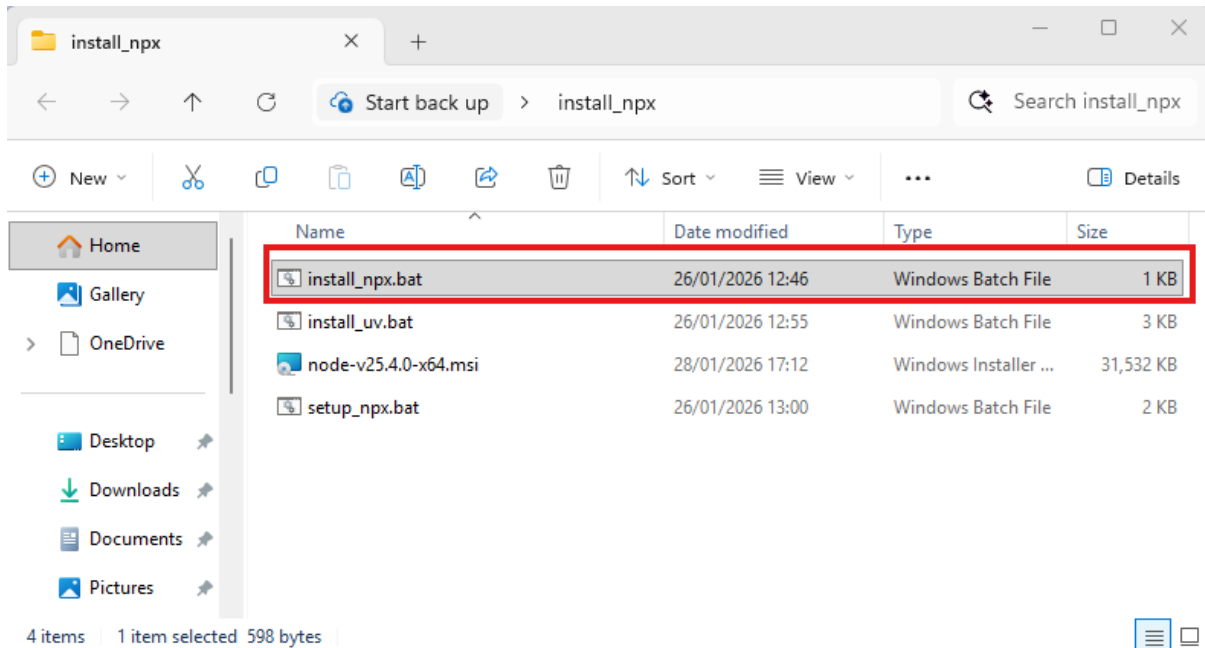 install_npx
Start back up > install_npx
Search install_npx
New
Sort
View
Details
Home
Gallery
OneDrive
Desktop
Downloads
Documents
Pictures
Name Date modified Type Size
install_npx.bat 26/01/2026 12:46 Windows Batch File 1 KB
install_uv.bat 26/01/2026 12:55 Windows Batch File 3 KB
node-v25.4.0-x64.msi 28/01/2026 17:12 Windows Installer ... 31,532 KB
setup_npx.bat 26/01/2026 13:00 Windows Batch File 2 KB
4 items 1 item selected 598 bytes